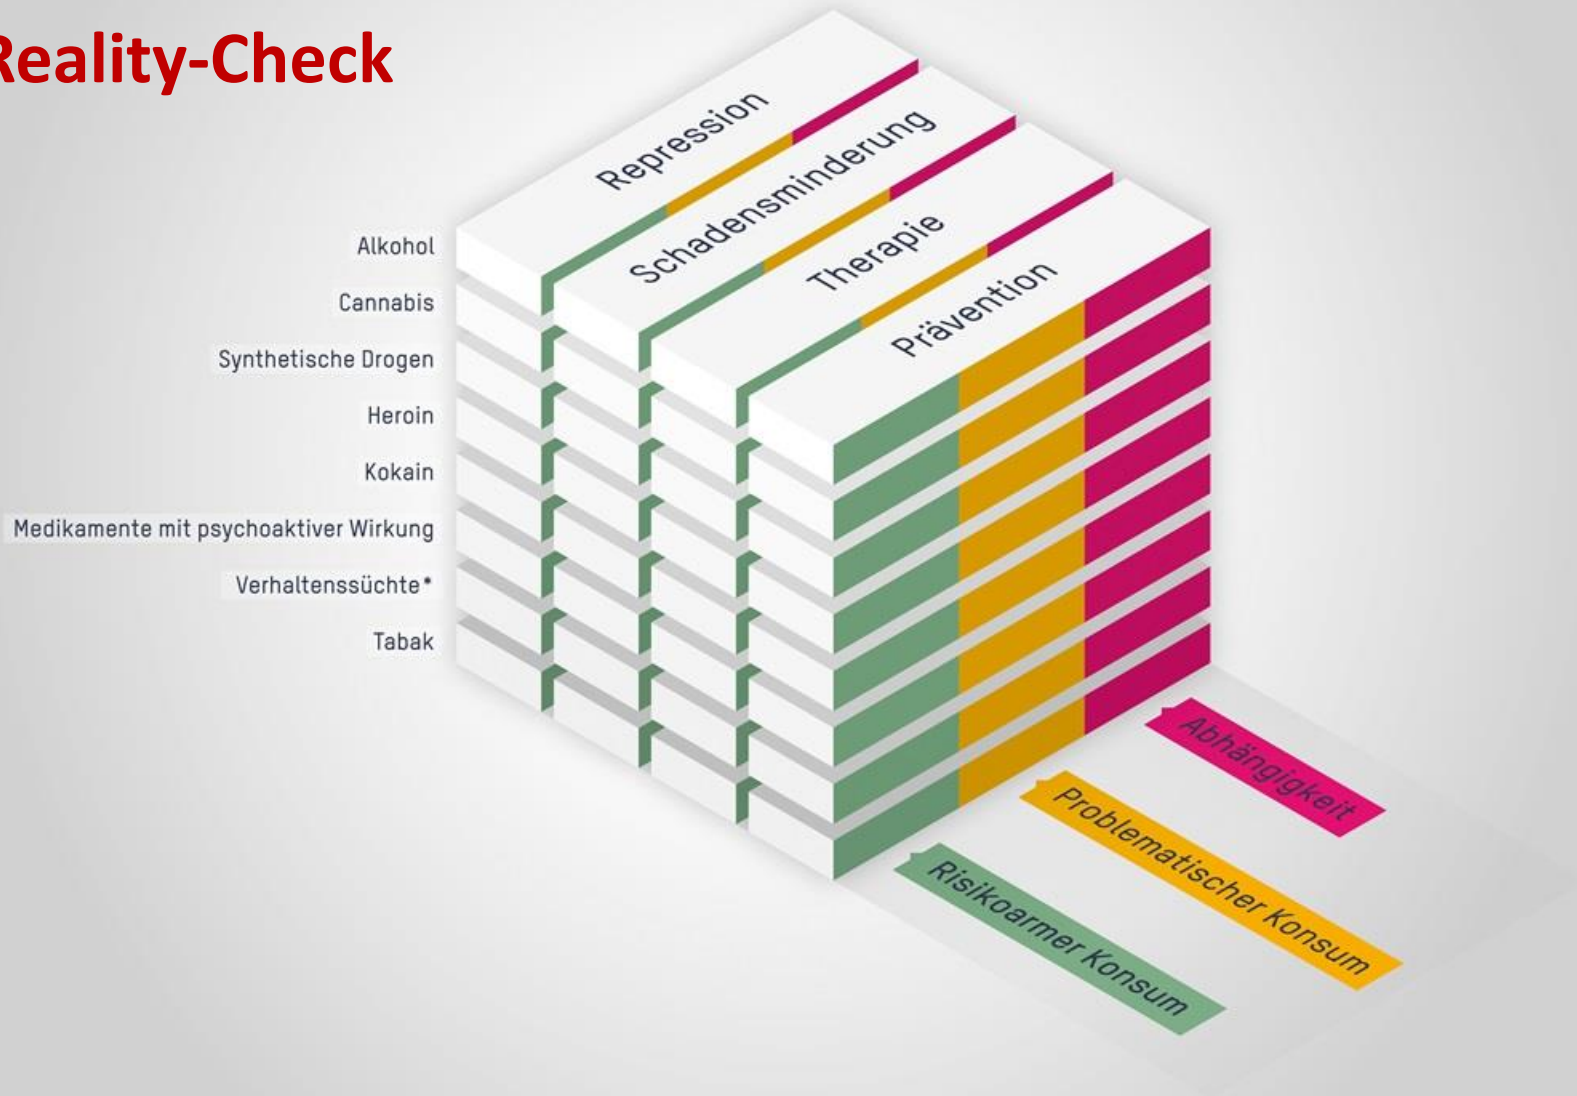 Reality-Check
Repression
Schadensminderung
Therapie
Prävention
Alkohol
Cannabis
Synthetische Drogen
Heroin
Kokain
Medikamente mit psychoaktiver Wirkung
Verhaltenssüchte*
Tabak
Abhängigkeit
Problematischer Konsum
Risikoarmer Konsum